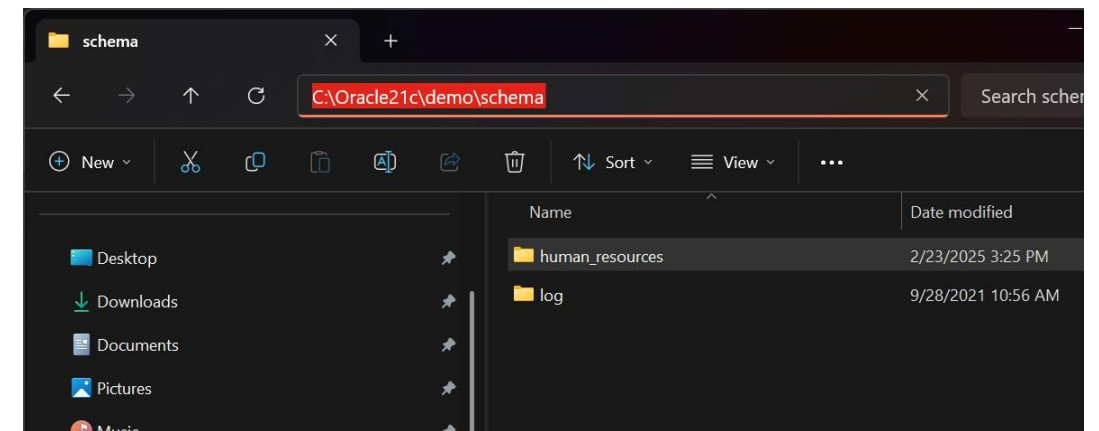 schema
C:\Oracle21c\demo\schema
Search scher
New
Sort
View
Name
Date modified
Desktop
human_resources
2/23/2025 3:25 PM
Downloads
log
9/28/2021 10:56 AM
Documents
Pictures